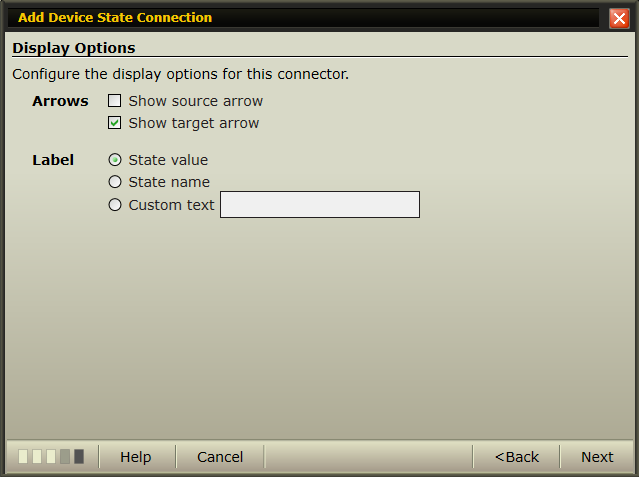 Add Device State Connection
Display Options
Configure the display options for this connector.
Arrows Show source arrow
Show target arrow
Label State value
State name
Custom text
Help Cancel <Back Next